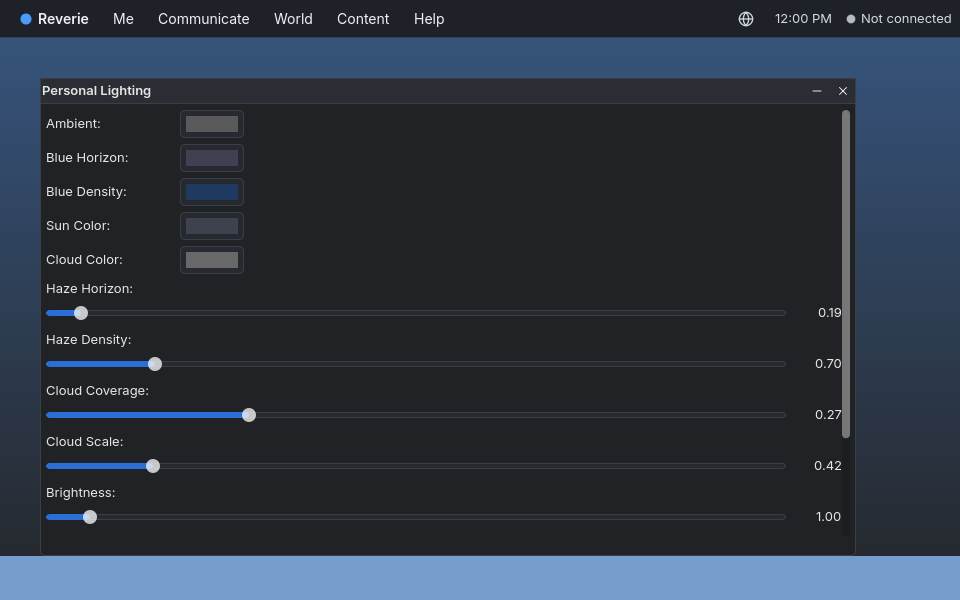 Reverie Me Communicate World Content Help 12:00 PM Not connected
Personal Lighting
Ambient:
Blue Horizon:
Blue Density:
Sun Color:
Cloud Color:
Haze Horizon:
0.19
Haze Density:
0.70
Cloud Coverage:
0.27
Cloud Scale:
0.42
Brightness:
1.00